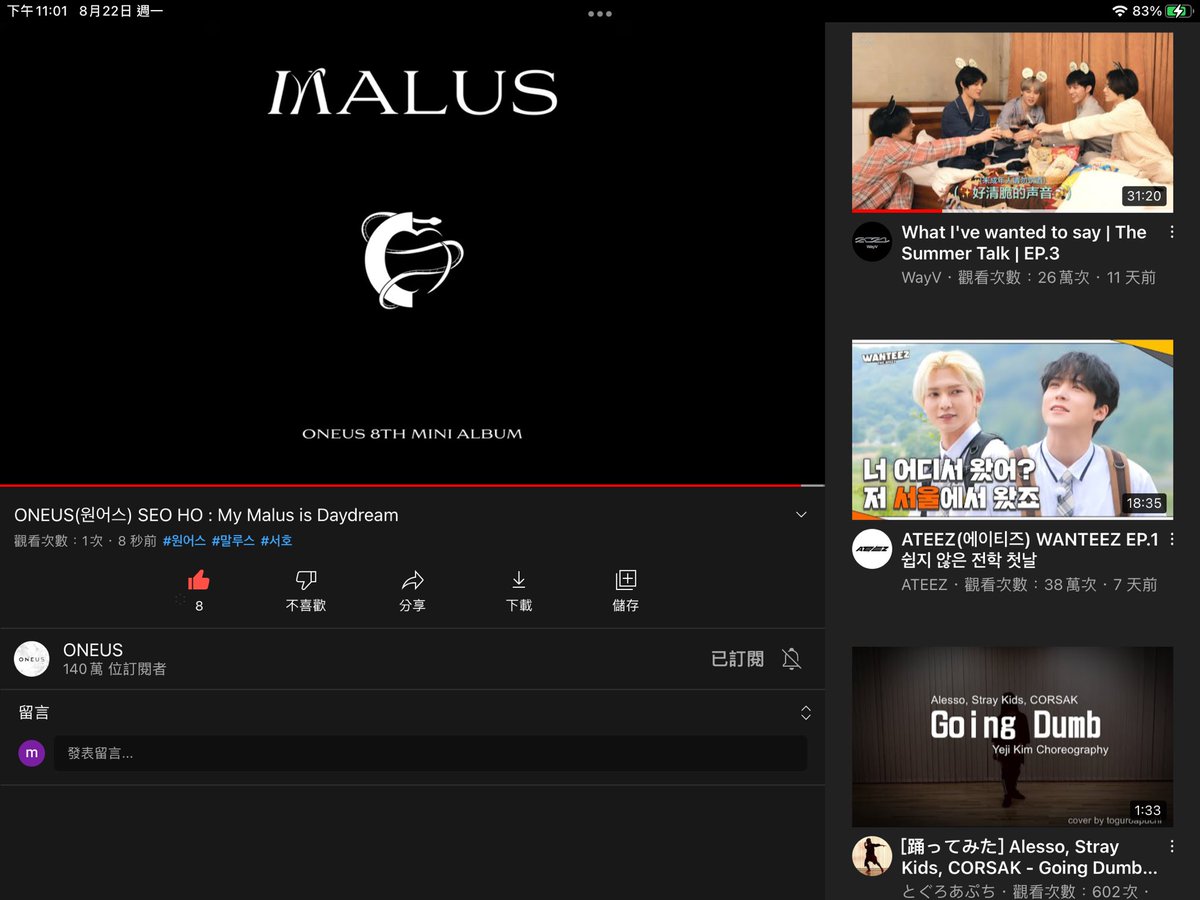 下午11:01 8月22日 週一
83%
MALUS
ONEUS 8TH MINI ALBUM
ONEUS(원어스) SEO HO : My Malus is Daydream
觀看次數：1次 · 8 秒前 #원어스 #말루스 #서호
8
不喜歡
分享
下載
儲存
ONEUS
ONEUS
140 萬 位訂閱者
已訂閱
留言
m
發表留言...
好清脆的声音
31:20
2021
WayV
What I've wanted to say | The
Summer Talk | EP.3
WayV · 觀看次數：26 萬次 · 11 天前
WANTEEZ
너 어디서 왔어?
저 서울에서 왔죠
18:35
ATEEZ
ATEEZ(에이티즈) WANTEEZ EP.1
쉽지 않은 전학 첫날
ATEEZ · 觀看次數：38 萬次 · 7 天前
Alesso, Stray Kids, CORSAK
Going Dumb
Yeji Kim Choreography
1:33
cover by toguroapuchi
[踊ってみた] Alesso, Stray
Kids, CORSAK - Going Dumb...
とぐろあぷち · 觀看次數：602 次 ·